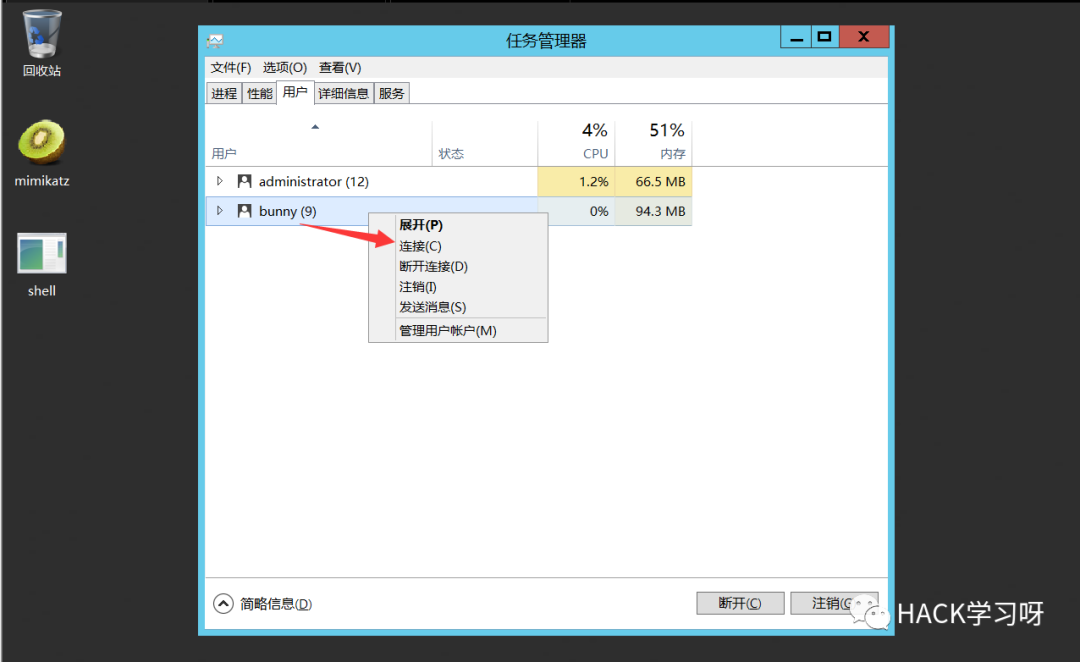 回收站
mimikatz
shell
任务管理器
文件(F) 选项(O) 查看(V)
进程 性能 用户 详细信息 服务
4% 51%
用户 状态 CPU 内存
administrator (12) 1.2% 66.5 MB
bunny (9) 0% 94.3 MB
展开(P)
连接(C)
断开连接(D)
注销(I)
发送消息(S)
管理用户帐户(M)
简略信息(D) 断开(C) 注销(
HACK学习呀